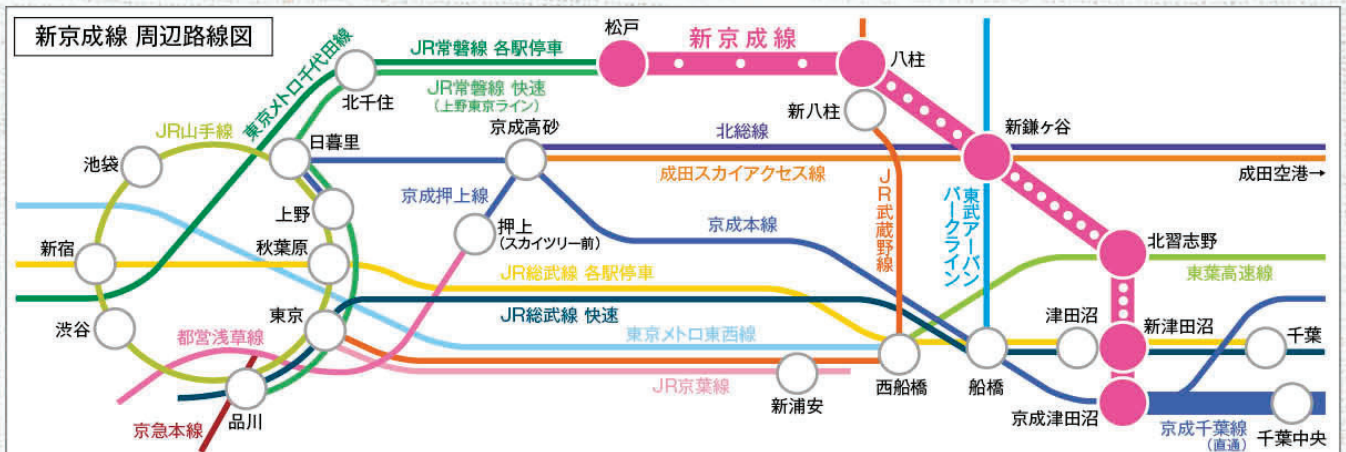 新京成線 周辺路線図
松戸
新京成線
八柱
JR常磐線 各駅停車
東京メトロ千代田線
北千住
JR常磐線 快速
(上野東京ライン)
新八柱
新鎌ヶ谷
JR山手線
日暮里
京成高砂
北総線
池袋
成田スカイアクセス線
成田空港→
上野
京成押上線
押上
(スカイツリー前)
京成本線
JR武蔵野線
東武アーバン
パークライン
北習志野
新宿
秋葉原
JR総武線 各駅停車
東葉高速線
渋谷
東京
JR総武線 快速
津田沼
新津田沼
千葉
都営浅草線
東京メトロ東西線
JR京葉線
西船橋
船橋
新浦安
品川
京急本線
京成津田沼
京成千葉線
(直通)
千葉中央